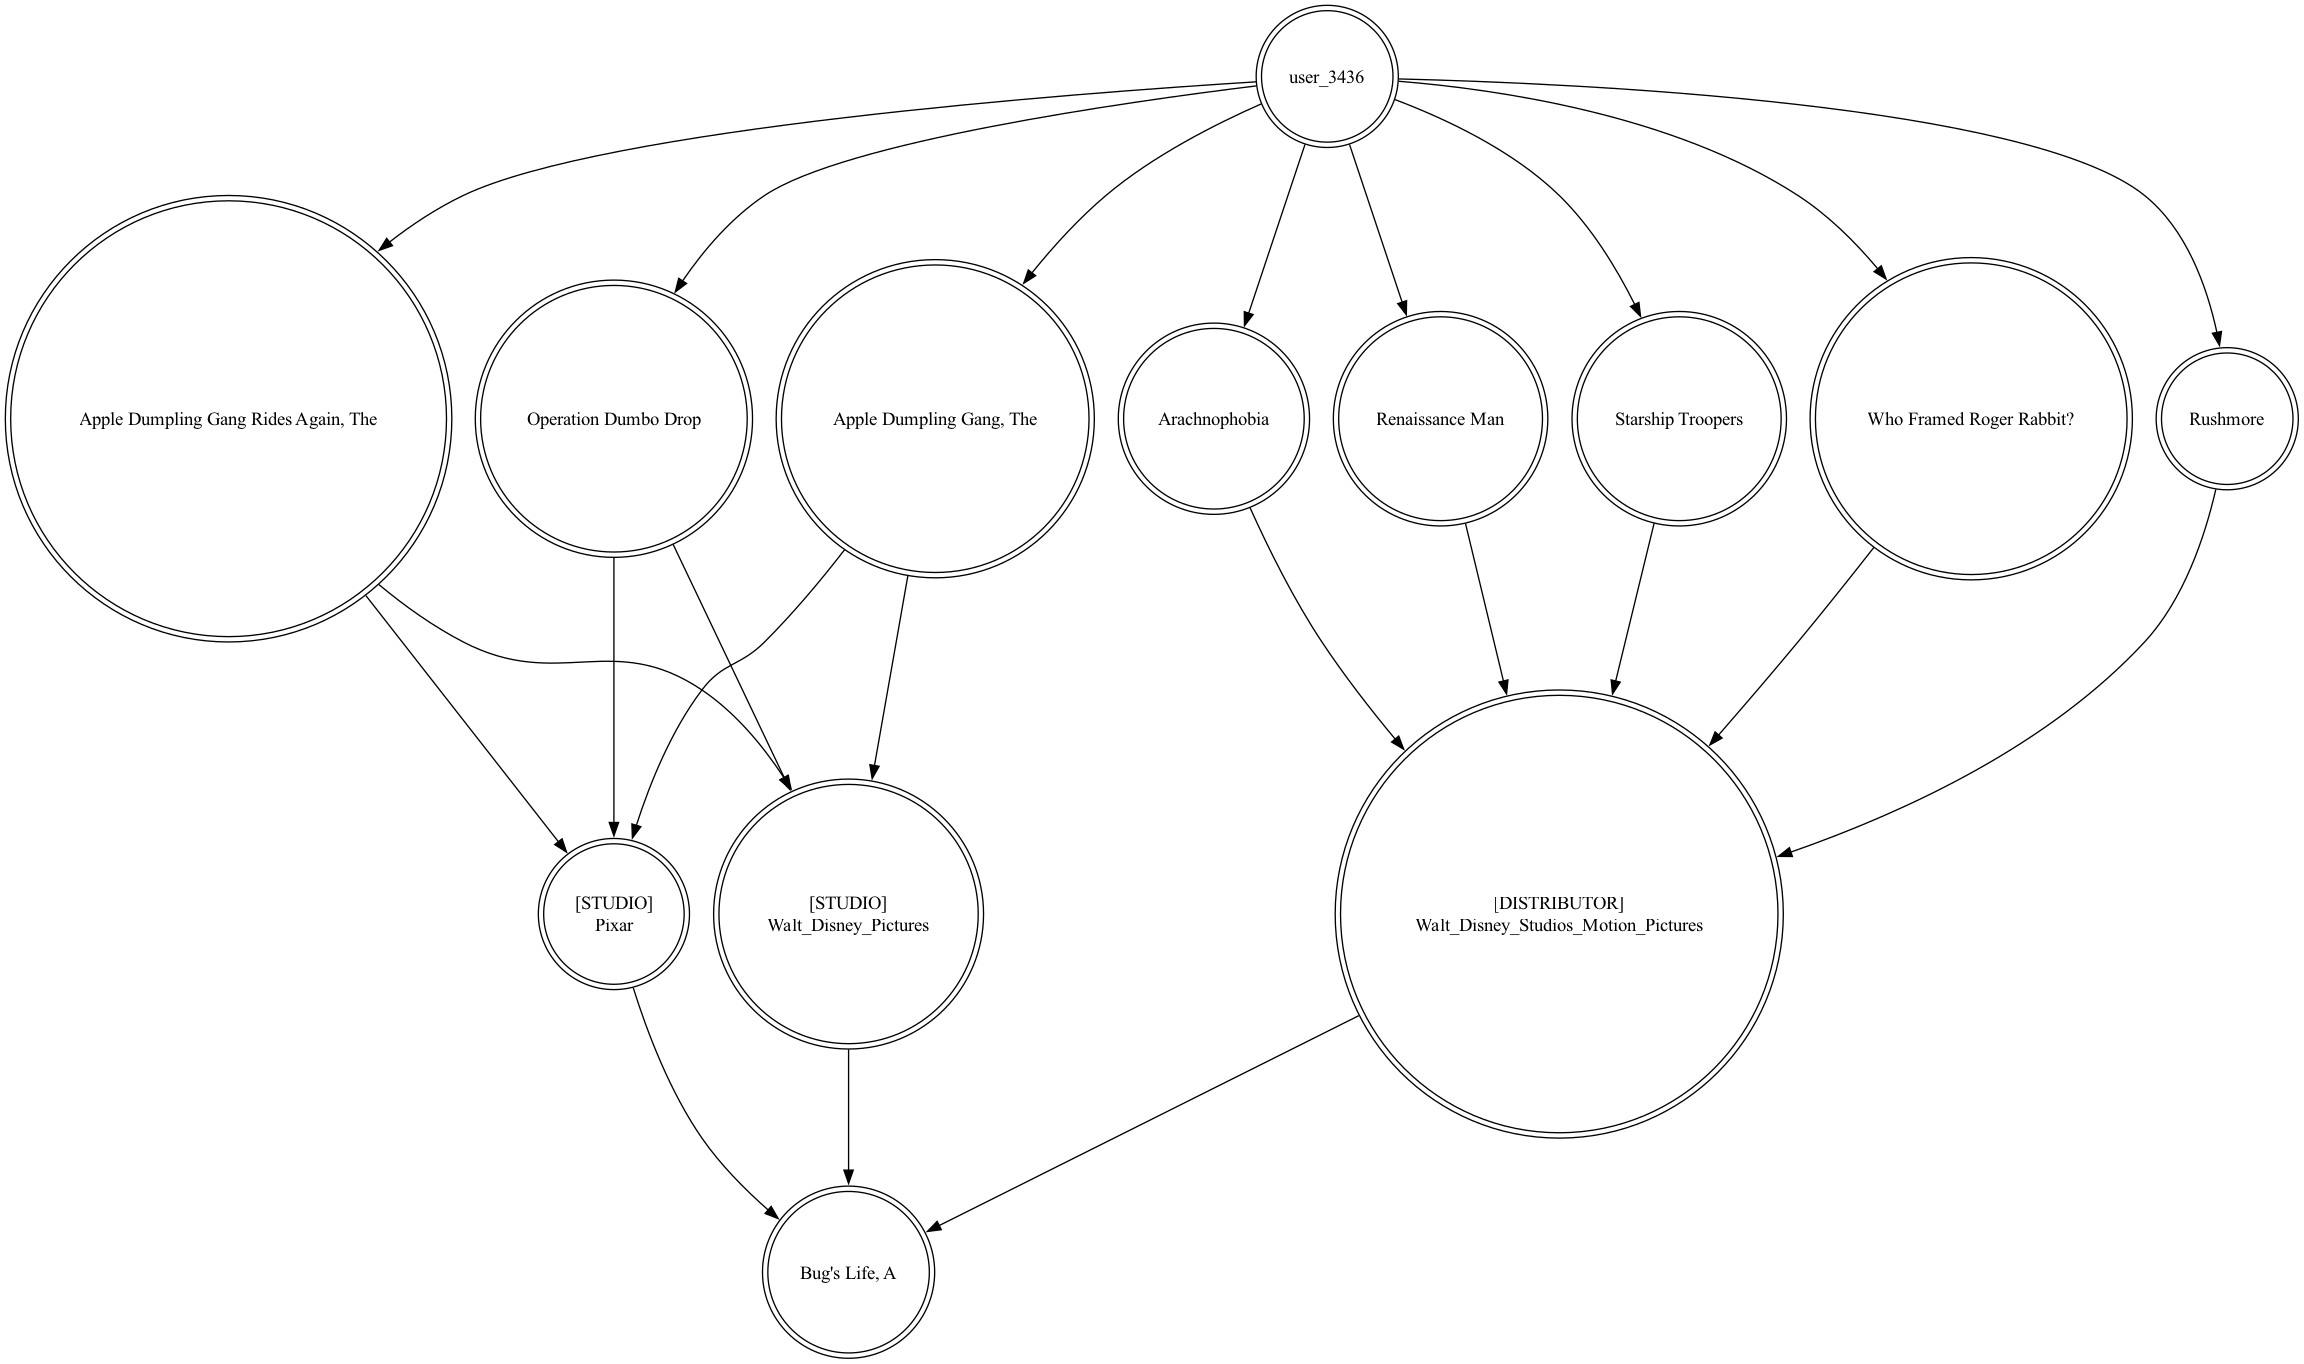 user_3436
Apple Dumpling Gang Rides Again, The
Operation Dumbo Drop
Apple Dumpling Gang, The
Arachnophobia
Renaissance Man
Starship Troopers
Who Framed Roger Rabbit?
Rushmore
[STUDIO]
Pixar
[STUDIO]
Walt_Disney_Pictures
[DISTRIBUTOR]
Walt_Disney_Studios_Motion_Pictures
Bug's Life, A